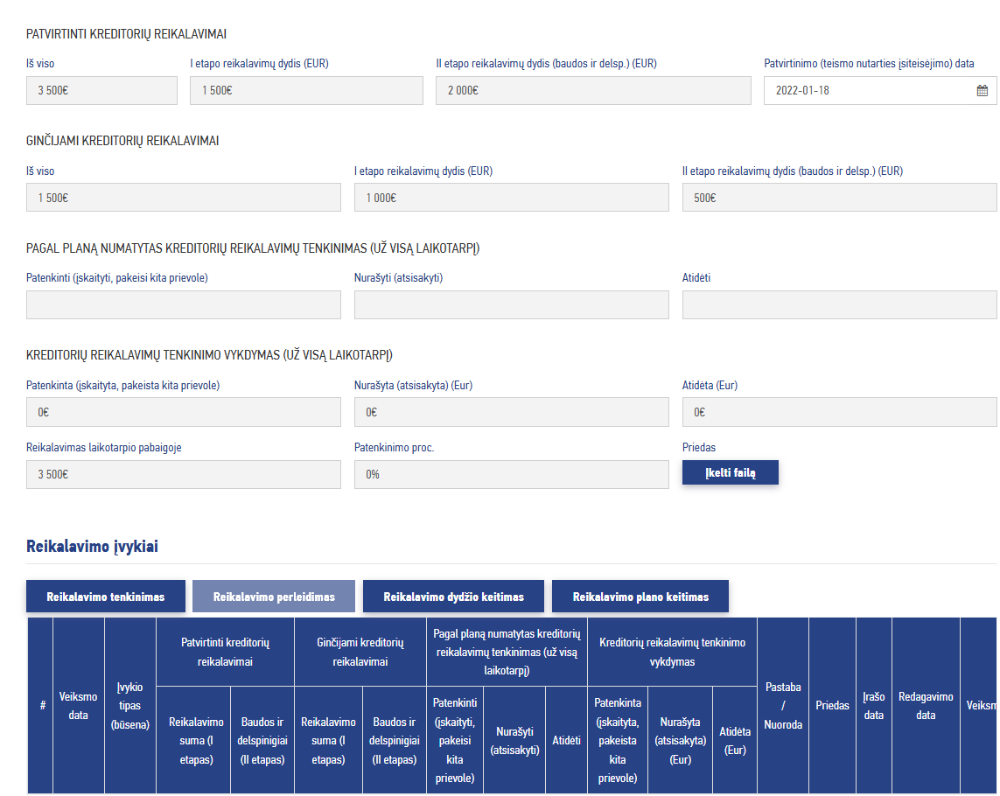 PATVIRTINTI KREDITORIŲ REIKALAVIMAI
Iš viso
I etapo reikalavimų dydis (EUR)
II etapo reikalavimų dydis (baudos ir delsp.) (EUR)
Patvirtinimo (teismo nutarties įsiteisėjimo) data
3 500€
1 500€
2 000€
2022-01-18
GINČIJAMI KREDITORIŲ REIKALAVIMAI
Iš viso
I etapo reikalavimų dydis (EUR)
II etapo reikalavimų dydis (baudos ir delsp.) (EUR)
1 500€
1 000€
500€
PAGAL PLANĄ NUMATYTAS KREDITORIŲ REIKALAVIMŲ TENKINIMAS (UŽ VISĄ LAIKOTARPĮ)
Patenkinti (įskaityti, pakeisi kita prievole)
Nurašyti (atsisakyti)
Atidėti
KREDITORIŲ REIKALAVIMŲ TENKINIMO VYKDYMAS (UŽ VISĄ LAIKOTARPĮ)
Patenkinta (įskaityta, pakeista kita prievole)
Nurašyta (atsisakyta) (Eur)
Atidėta (Eur)
0€
0€
0€
Reikalavimas laikotarpio pabaigoje
Patenkinimo proc.
Priedas
3 500€
0%
Įkelti failą
Reikalavimo įvykiai
Reikalavimo tenkinimas
Reikalavimo perleidimas
Reikalavimo dydžio keitimas
Reikalavimo plano keitimas
#
Veiksmo
data
Įvykio
tipas
(būsena)
Patvirtinti kreditorių
reikalavimai
Ginčijami kreditorių
reikalavimai
Pagal planą numatytas kreditorių
reikalavimų tenkinimas (už visą
laikotarpį)
Kreditorių reikalavimų tenkinimo
vykdymas
Pastaba
/
Nuoroda
Priedas
Įrašo
data
Redagavimo
data
Veiksm
Reikalavimo
suma (I
etapas)
Baudos ir
delspinigiai
(II etapas)
Reikalavimo
suma (I
etapas)
Baudos ir
delspinigiai
(II etapas)
Patenkinti
(įskaityti,
pakeisi
kita
prievole)
Nurašyti
(atsisakyti)
Atidėti
Patenkinta
(įskaityta,
pakeista
kita
prievole)
Nurašyta
(atsisakyta)
(Eur)
Atidėta
(Eur)